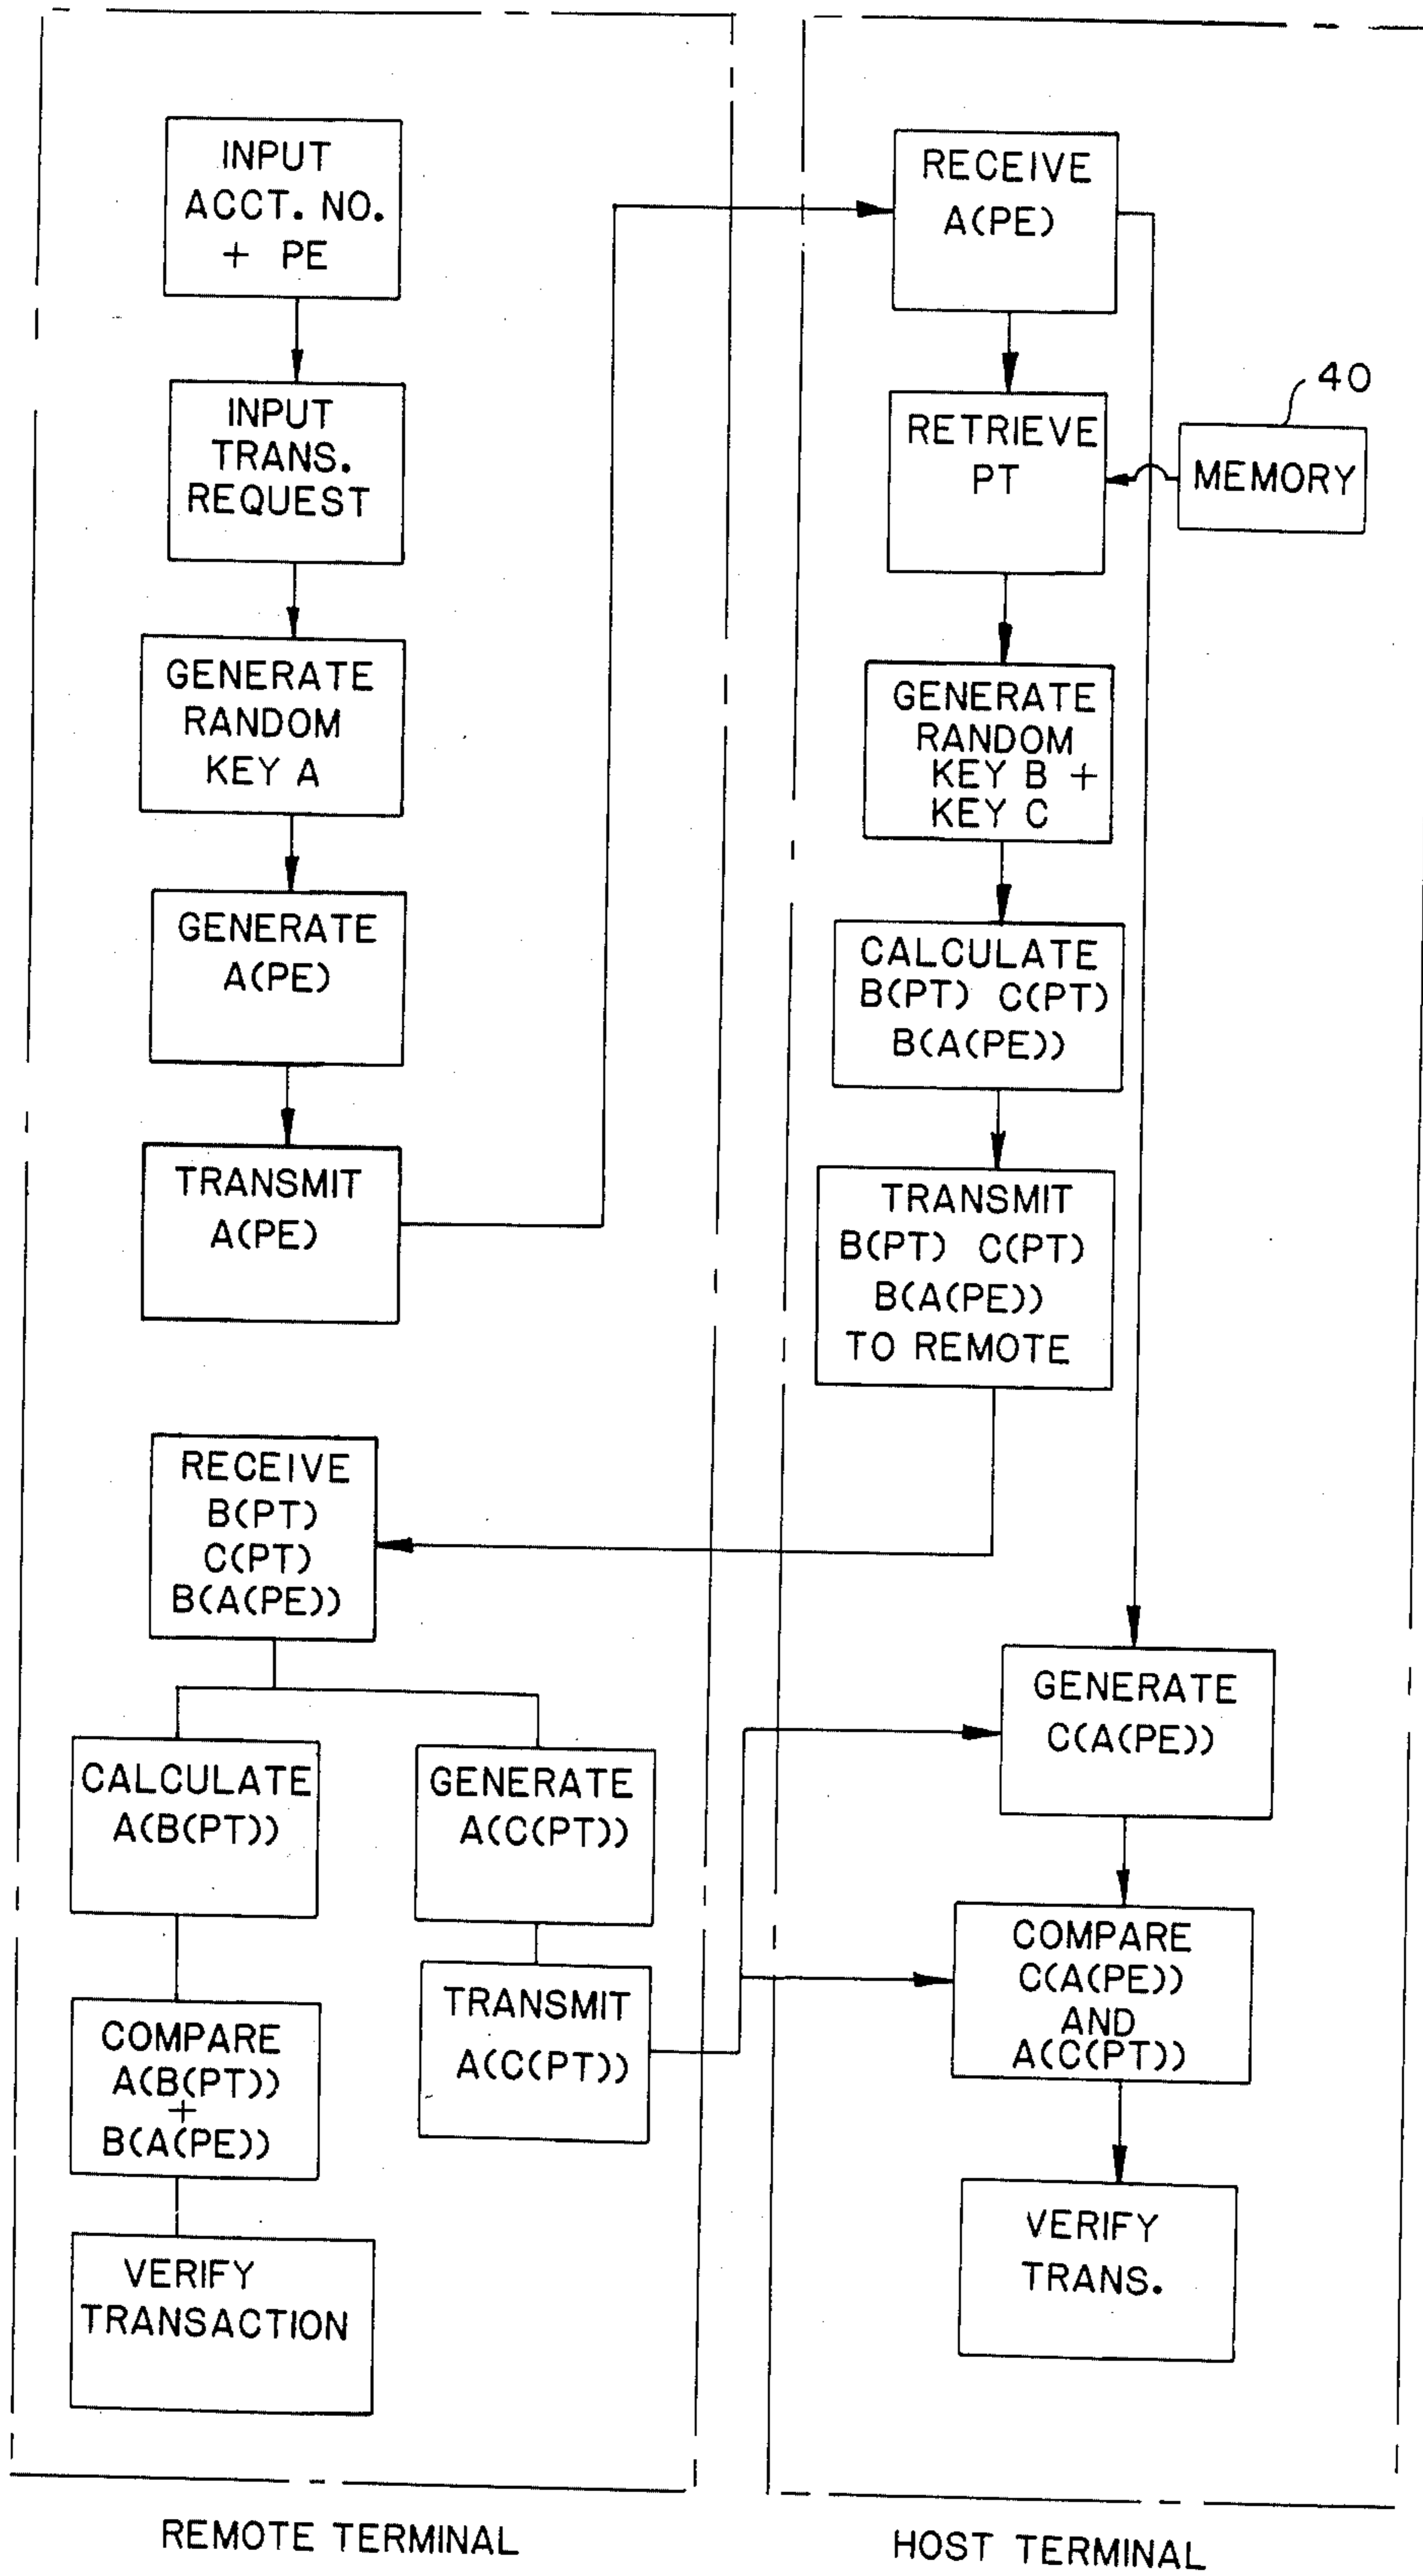 INPUT
ACCT. NO.
+ PE
INPUT
TRANS.
REQUEST
GENERATE
RANDOM
KEY A
GENERATE
A(PE)
TRANSMIT
A(PE)
RECEIVE
B(PT)
C(PT)
B(A(PE))
CALCULATE
A(B(PT))
COMPARE
A(B(PT))
+
B(A(PE))
VERIFY
TRANSACTION
GENERATE
A(C(PT))
TRANSMIT
A(C(PT))
REMOTE TERMINAL
RECEIVE
A(PE)
RETRIEVE
PT
40
MEMORY
GENERATE
RANDOM
KEY B +
KEY C
CALCULATE
B(PT) C(PT)
B(A(PE))
TRANSMIT
B(PT) C(PT)
B(A(PE))
TO REMOTE
GENERATE
C(A(PE))
COMPARE
C(A(PE))
AND
A(C(PT))
VERIFY
TRANS.
HOST TERMINAL